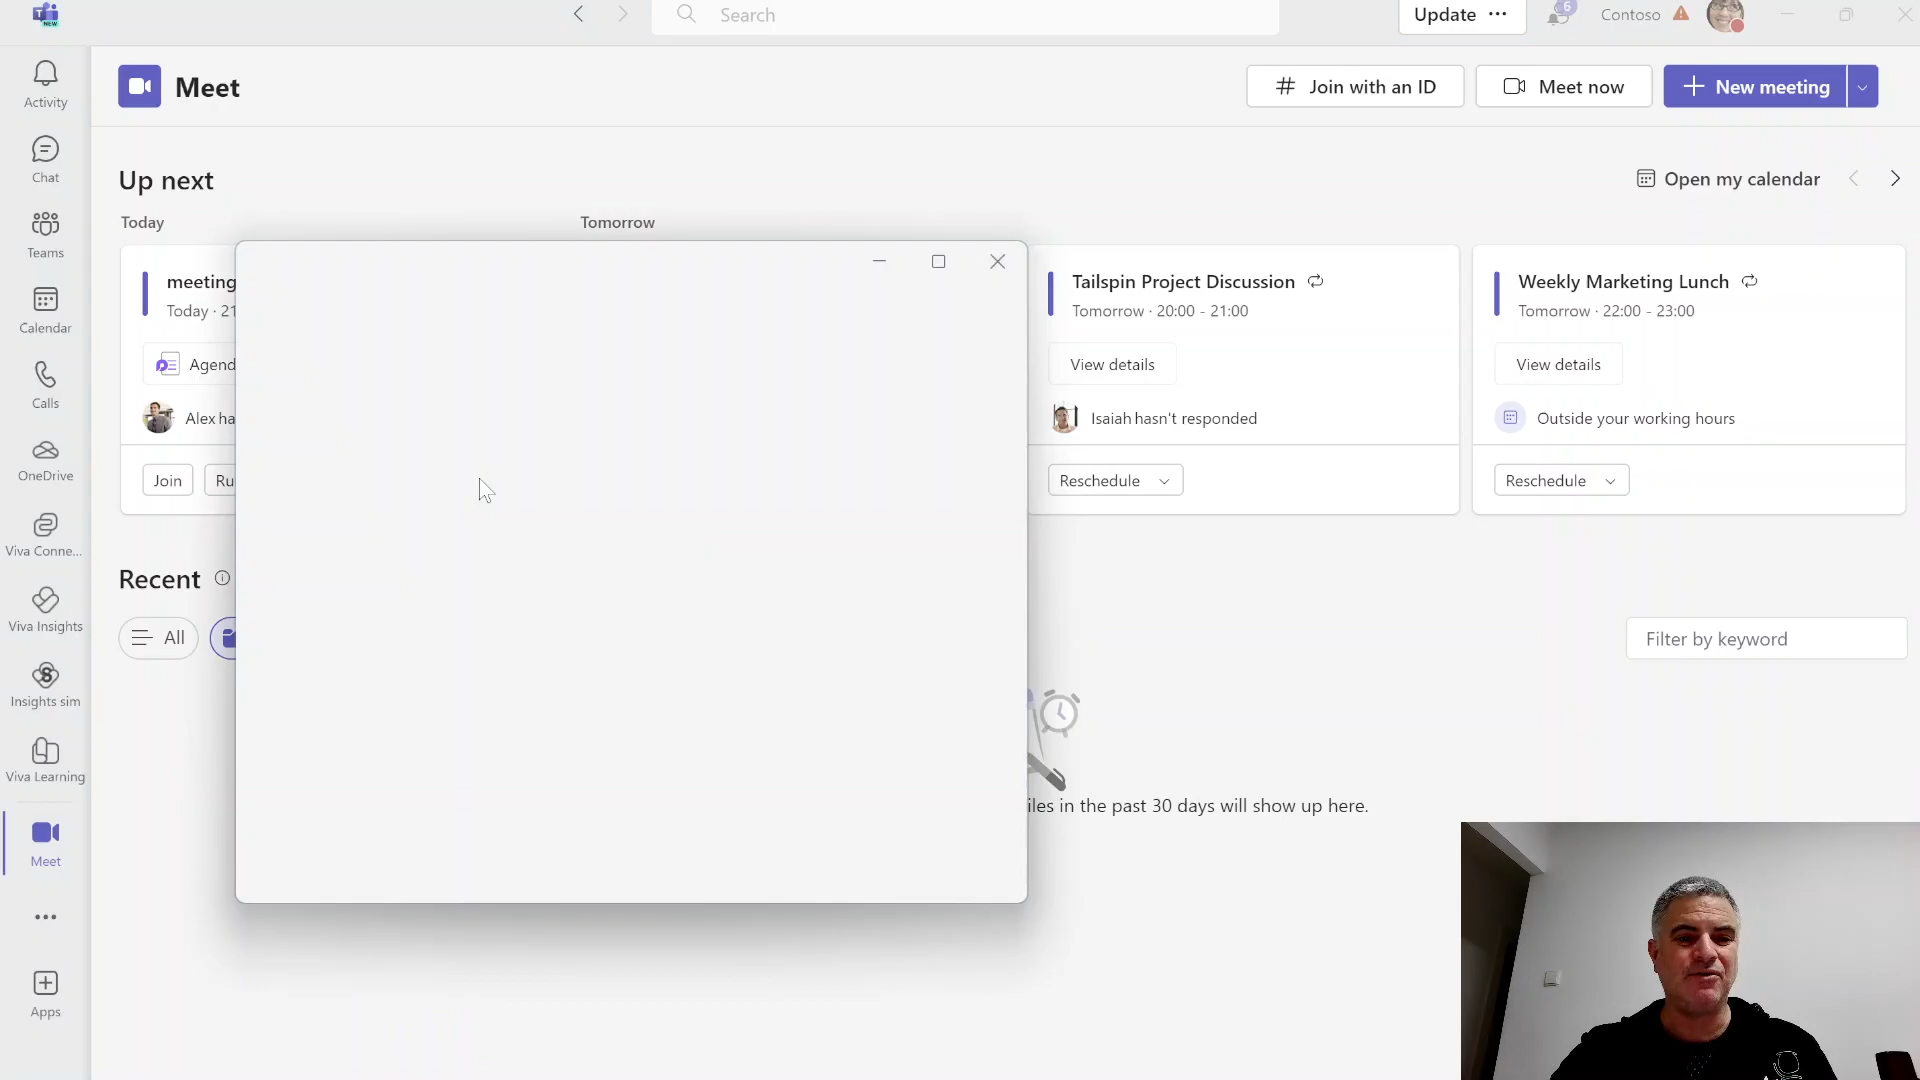 NEW
Search
Update ...
6
Contoso
Activity
Chat
Teams
Calendar
Calls
OneDrive
Viva Conne...
Viva Insights
Insights sim
Viva Learning
Meet
Apps
Meet
Join with an ID
Meet now
New meeting
Up next
Open my calendar
Today
Tomorrow
meeting
Today · 21
Agend
Alex ha
Join
Ru
Tailspin Project Discussion
Tomorrow · 20:00 - 21:00
View details
Isaiah hasn't responded
Reschedule
Weekly Marketing Lunch
Tomorrow · 22:00 - 23:00
View details
Outside your working hours
Reschedule
Recent
All
Filter by keyword
iles in the past 30 days will show up here.